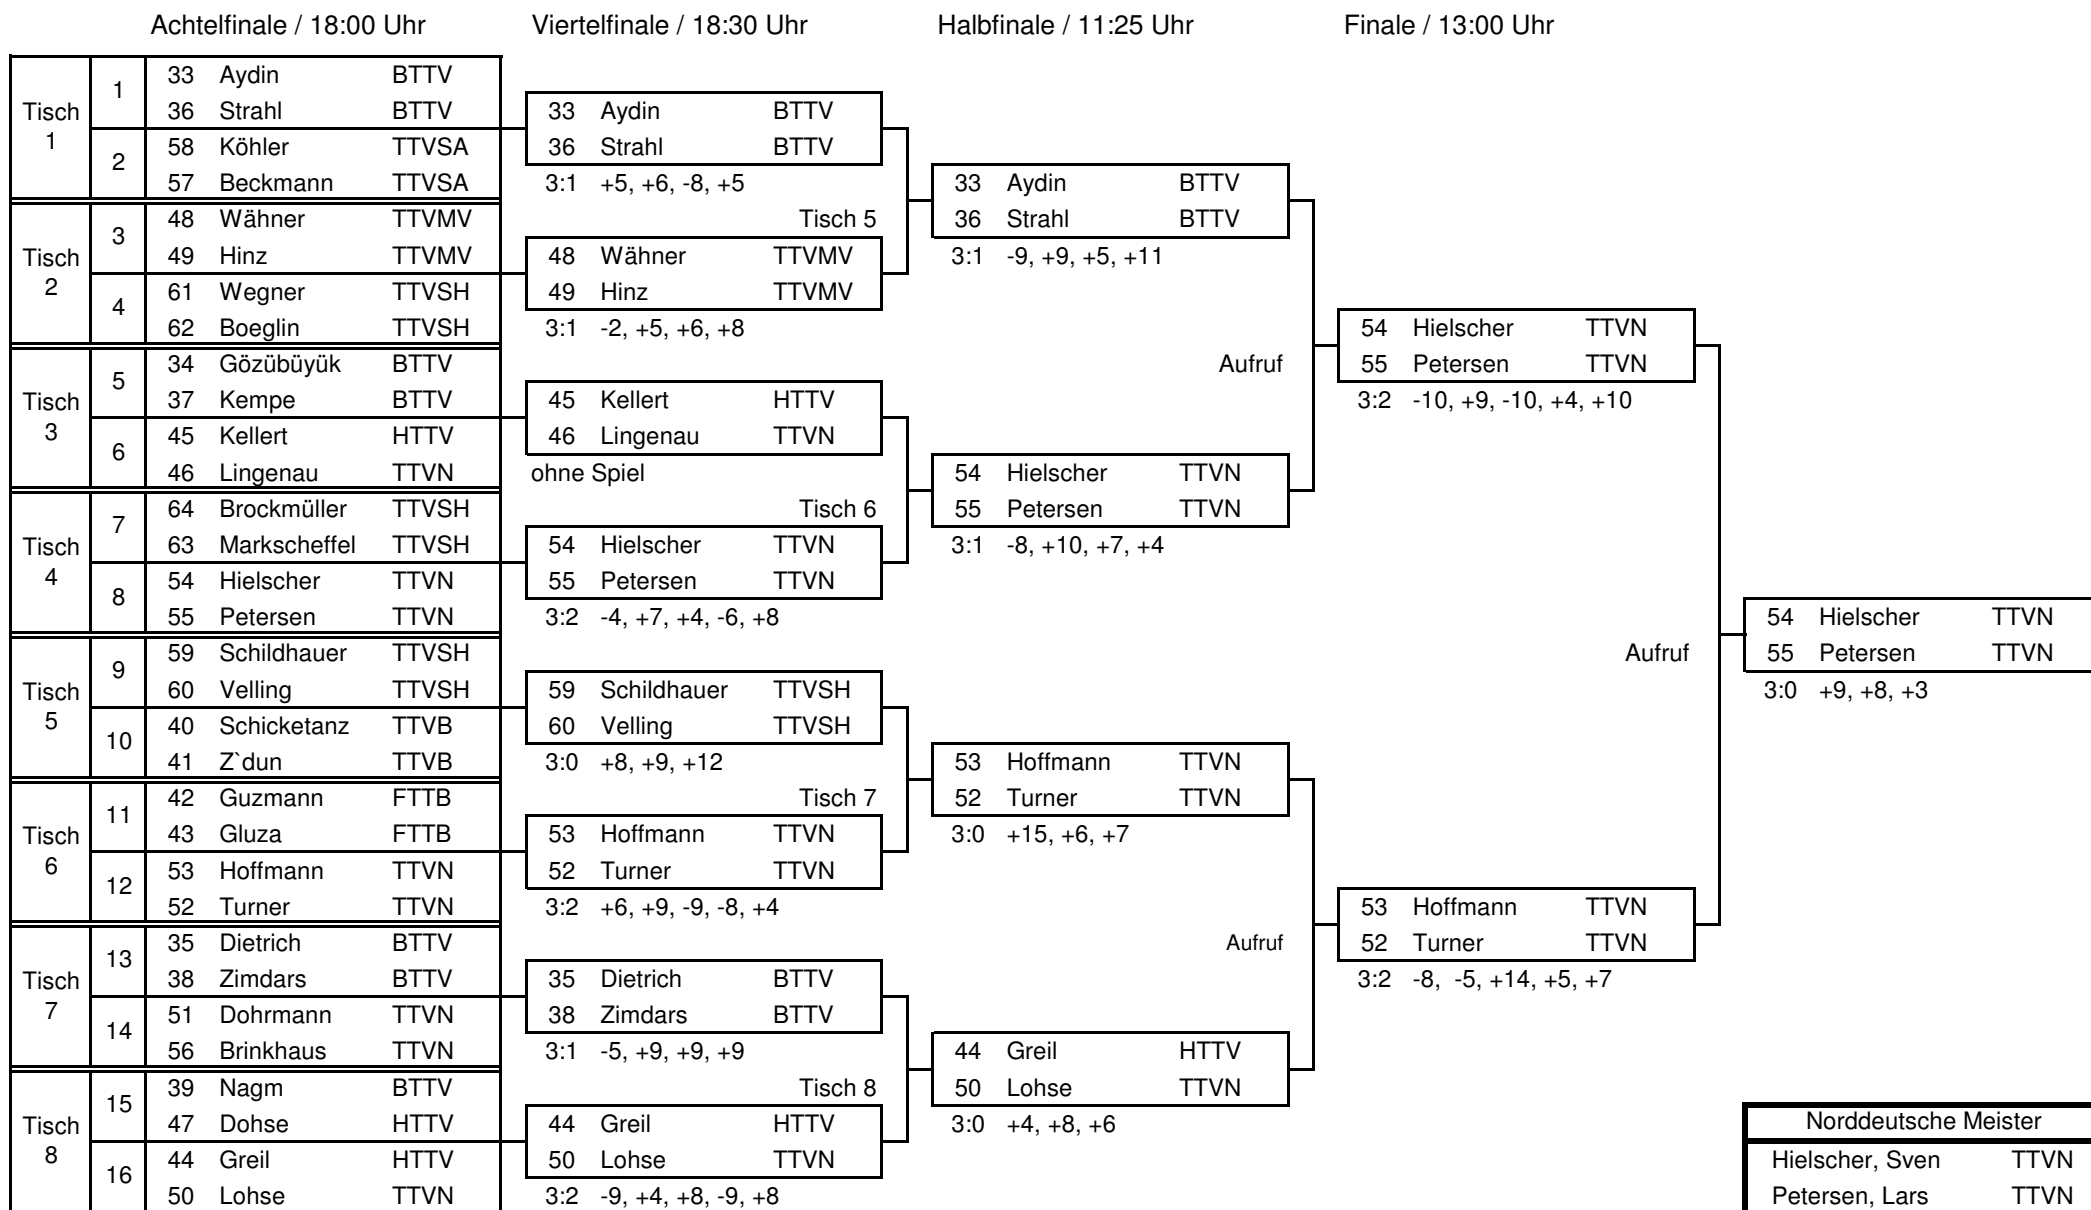 Achtelfinale / 18:00 Uhr Viertelfinale / 18:30 Uhr Halbfinale / 11:25 Uhr Finale / 13:00 Uhr
Tisch 1
1
33 Aydin BTTV
36 Strahl BTTV
2
58 Köhler TTVSA
57 Beckmann TTVSA
Tisch 2
3
48 Wähner TTVMV
49 Hinz TTVMV
4
61 Wegner TTVSH
62 Boeglin TTVSH
Tisch 3
5
34 Gözübüyük BTTV
37 Kempe BTTV
6
45 Kellert HTTV
46 Lingenau TTVN
Tisch 4
7
64 Brockmüller TTVSH
63 Markscheffel TTVSH
8
54 Hielscher TTVN
55 Petersen TTVN
Tisch 5
9
59 Schildhauer TTVSH
60 Velling TTVSH
10
40 Schicketanz TTVB
41 Z`dun TTVB
Tisch 6
11
42 Guzmann FTTB
43 Gluza FTTB
12
53 Hoffmann TTVN
52 Turner TTVN
Tisch 7
13
35 Dietrich BTTV
38 Zimdars BTTV
14
51 Dohrmann TTVN
56 Brinkhaus TTVN
Tisch 8
15
39 Nagm BTTV
47 Dohse HTTV
16
44 Greil HTTV
50 Lohse TTVN
33 Aydin BTTV
36 Strahl BTTV
3:1 +5, +6, -8, +5
Tisch 5
48 Wähner TTVMV
49 Hinz TTVMV
3:1 -2, +5, +6, +8
45 Kellert HTTV
46 Lingenau TTVN
ohne Spiel
Tisch 6
54 Hielscher TTVN
55 Petersen TTVN
3:2 -4, +7, +4, -6, +8
59 Schildhauer TTVSH
60 Velling TTVSH
3:0 +8, +9, +12
Tisch 7
53 Hoffmann TTVN
52 Turner TTVN
3:2 +6, +9, -9, -8, +4
35 Dietrich BTTV
38 Zimdars BTTV
3:1 -5, +9, +9, +9
Tisch 8
44 Greil HTTV
50 Lohse TTVN
3:2 -9, +4, +8, -9, +8
33 Aydin BTTV
36 Strahl BTTV
3:1 -9, +9, +5, +11
Aufruf
54 Hielscher TTVN
55 Petersen TTVN
3:1 -8, +10, +7, +4
53 Hoffmann TTVN
52 Turner TTVN
3:0 +15, +6, +7
Aufruf
44 Greil HTTV
50 Lohse TTVN
3:0 +4, +8, +6
54 Hielscher TTVN
55 Petersen TTVN
3:2 -10, +9, -10, +4, +10
Aufruf
53 Hoffmann TTVN
52 Turner TTVN
3:2 -8, -5, +14, +5, +7
54 Hielscher TTVN
55 Petersen TTVN
3:0 +9, +8, +3
Norddeutsche Meister
Hielscher, Sven TTVN
Petersen, Lars TTVN